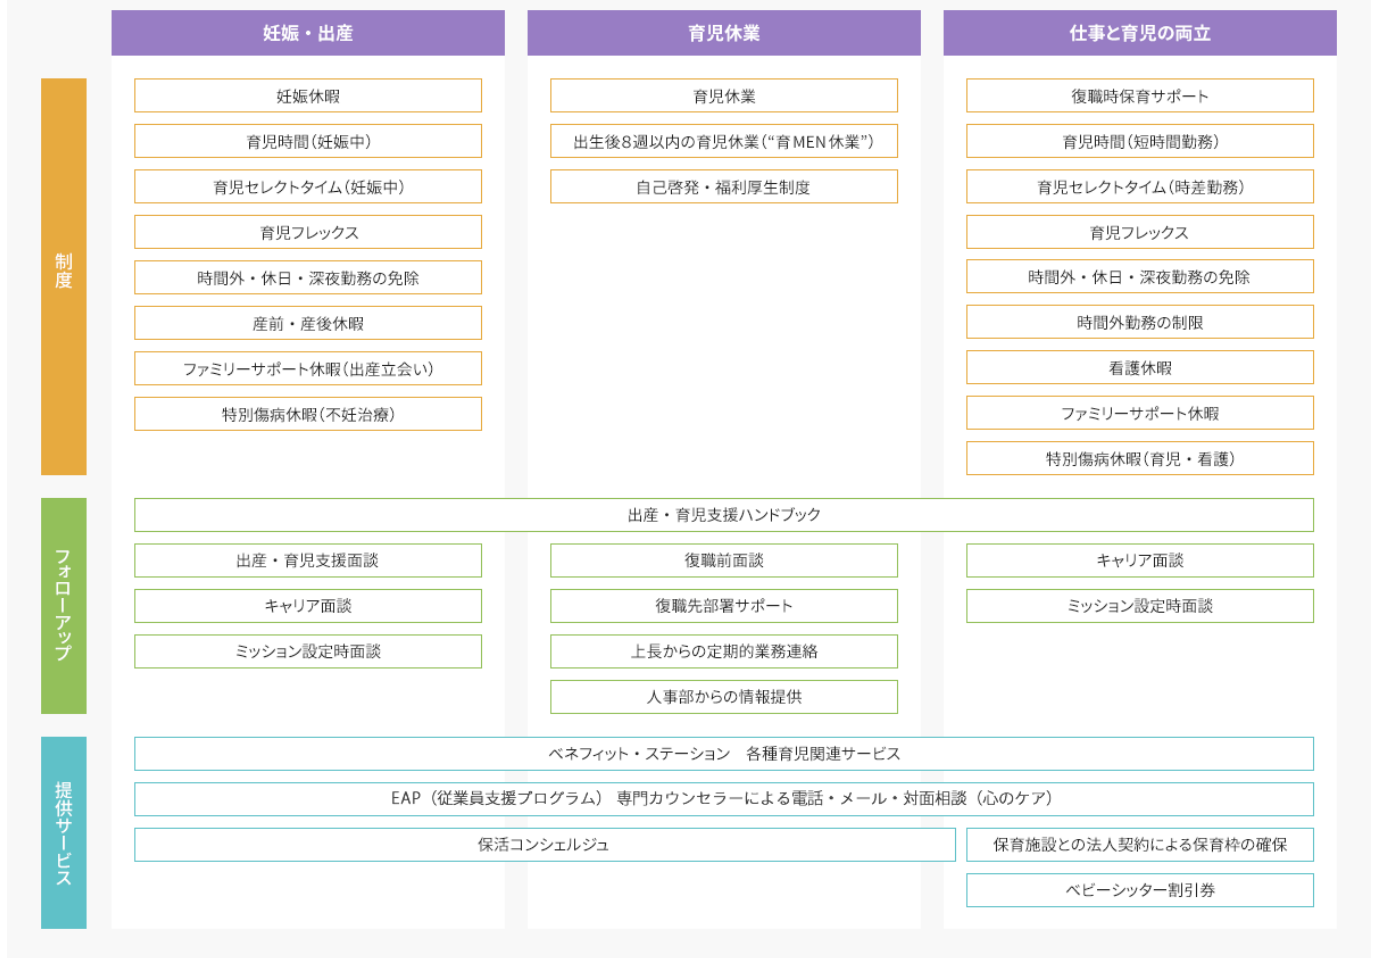 妊娠・出産
育児休業
仕事と育児の両立
制度
妊娠休暇
育児時間(妊娠中)
育児セレクトタイム(妊娠中)
育児フレックス
時間外・休日・深夜勤務の免除
産前・産後休暇
ファミリーサポート休暇(出産立会い)
特別傷病休暇(不妊治療)
育児休業
出生後8週以内の育児休業(“育MEN休業”)
自己啓発・福利厚生制度
復職時保育サポート
育児時間(短時間勤務)
育児セレクトタイム(時差勤務)
育児フレックス
時間外・休日・深夜勤務の免除
時間外勤務の制限
看護休暇
ファミリーサポート休暇
特別傷病休暇(育児・看護)
フォローアップ
出産・育児支援ハンドブック
出産・育児支援面談
キャリア面談
ミッション設定時面談
復職前面談
復職先部署サポート
上長からの定期的業務連絡
人事部からの情報提供
キャリア面談
ミッション設定時面談
提供サービス
ベネフィット・ステーション　各種育児関連サービス
EAP（従業員支援プログラム） 専門カウンセラーによる電話・メール・対面相談（心のケア）
保活コンシェルジュ
保育施設との法人契約による保育枠の確保
ベビーシッター割引券